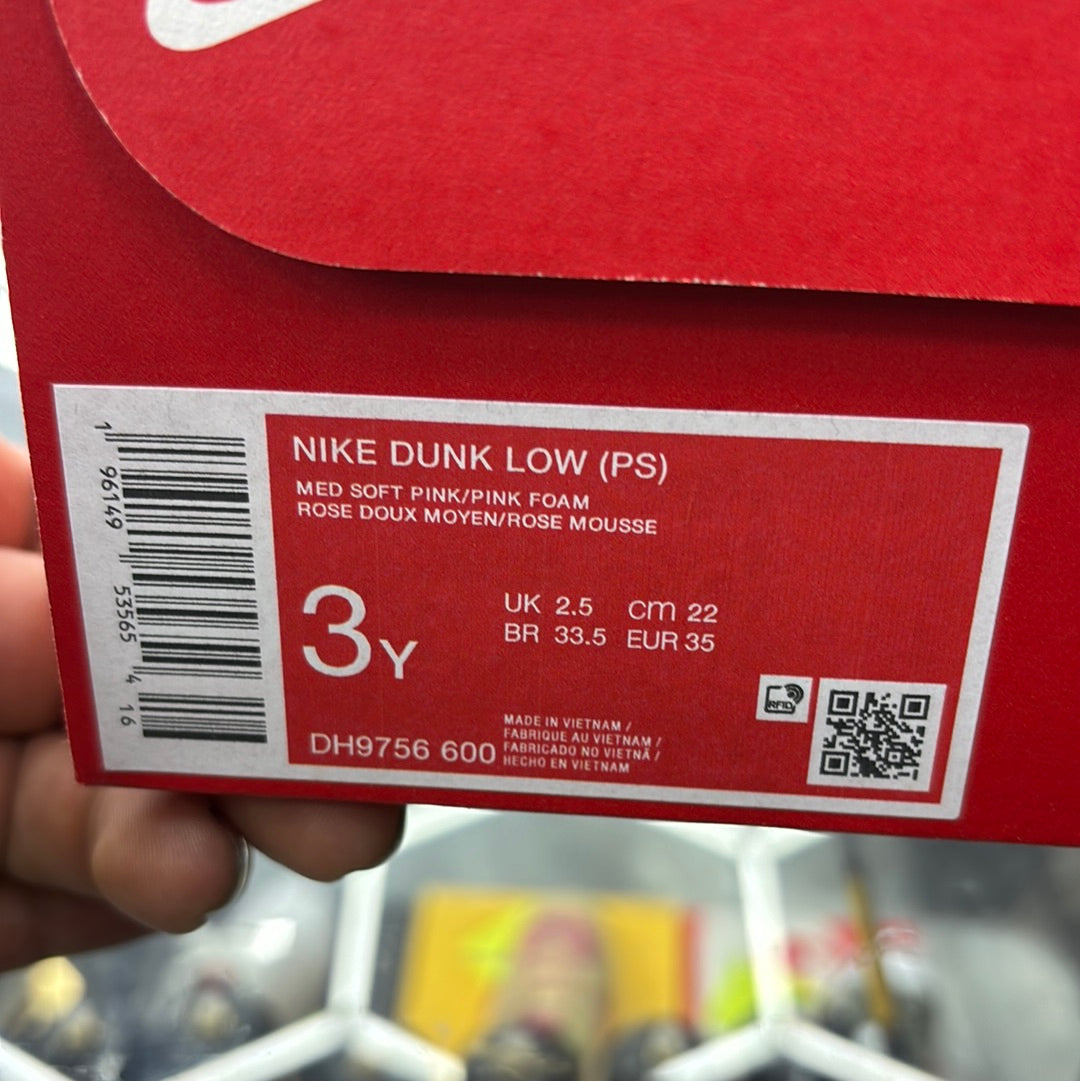 NIKE DUNK LOW (PS)
MED SOFT PINK/PINK FOAM
ROSE DOUX MOYEN/ROSE MOUSSE
3Y
UK 2.5 cm 22
BR 33.5 EUR 35
RFID
DH9756 600
MADE IN VIETNAM /
FABRIQUE AU VIETNAM /
FABRICADO NO VIETNÃ /
HECHO EN VIETNAM
1 96149 53565 4 16